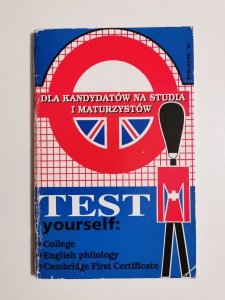 DLA KANDYDATÓW NA STUDIA
I MATURZYSTÓW
TEST
yourself:
College
English philology
Cambridge First Certificate